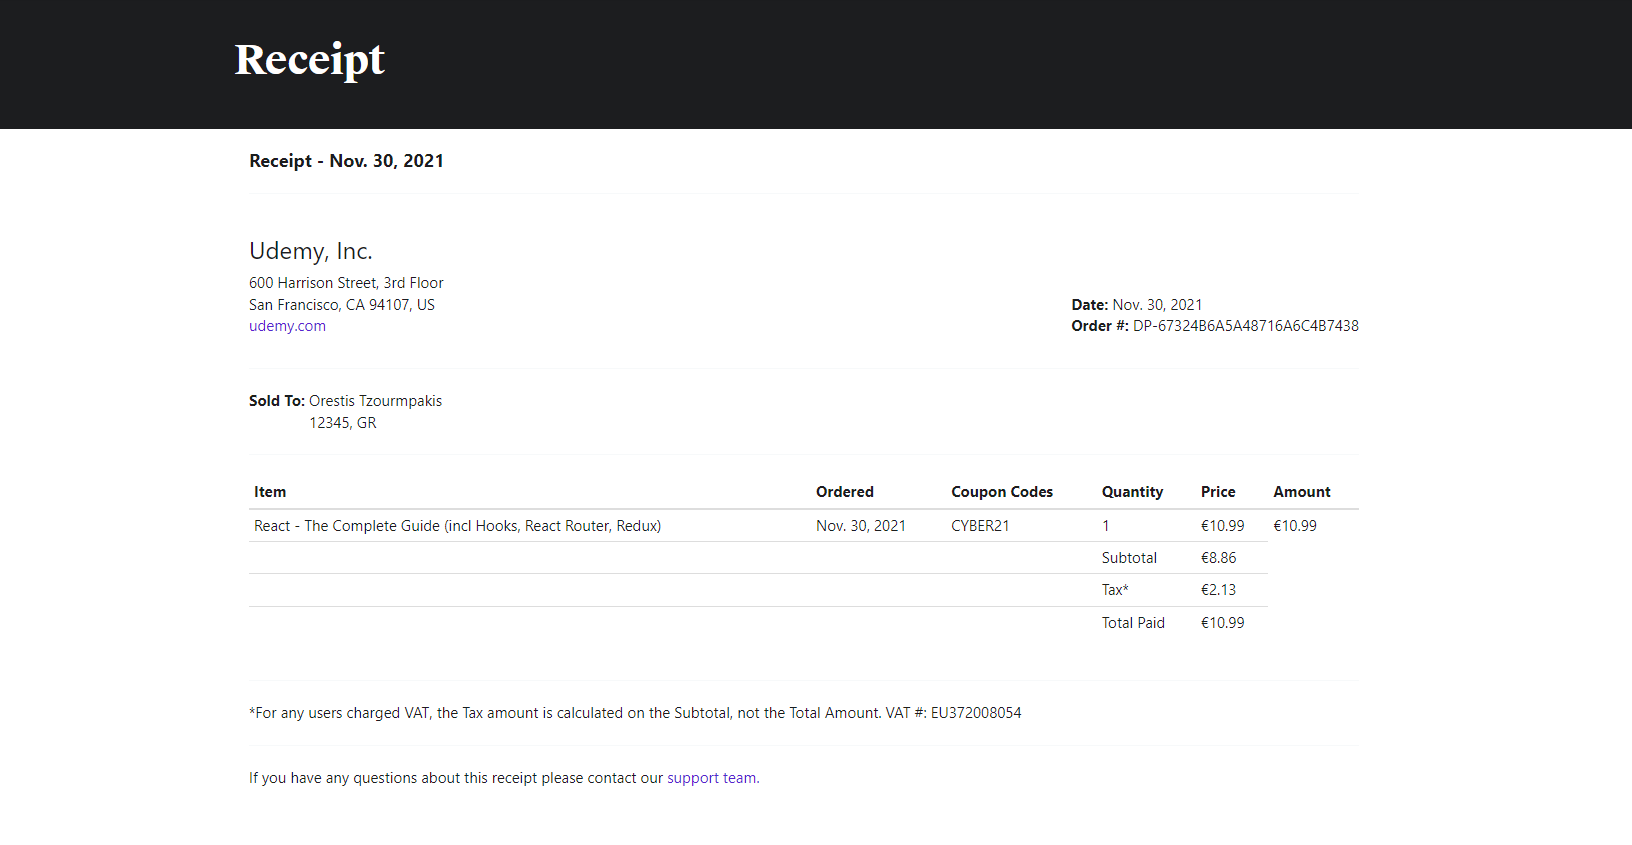 Receipt
Receipt - Nov. 30, 2021
Udemy, Inc.
600 Harrison Street, 3rd Floor
San Francisco, CA 94107, US
udemy.com
Date: Nov. 30, 2021
Order #: DP-67324B6A5A48716A6C4B7438
Sold To: Orestis Tzourmpakis
12345, GR
Item Ordered Coupon Codes Quantity Price Amount
React - The Complete Guide (incl Hooks, React Router, Redux) Nov. 30, 2021 CYBER21 1 €10.99 €10.99
Subtotal €8.86
Tax* €2.13
Total Paid €10.99
*For any users charged VAT, the Tax amount is calculated on the Subtotal, not the Total Amount. VAT #: EU372008054
If you have any questions about this receipt please contact our support team.